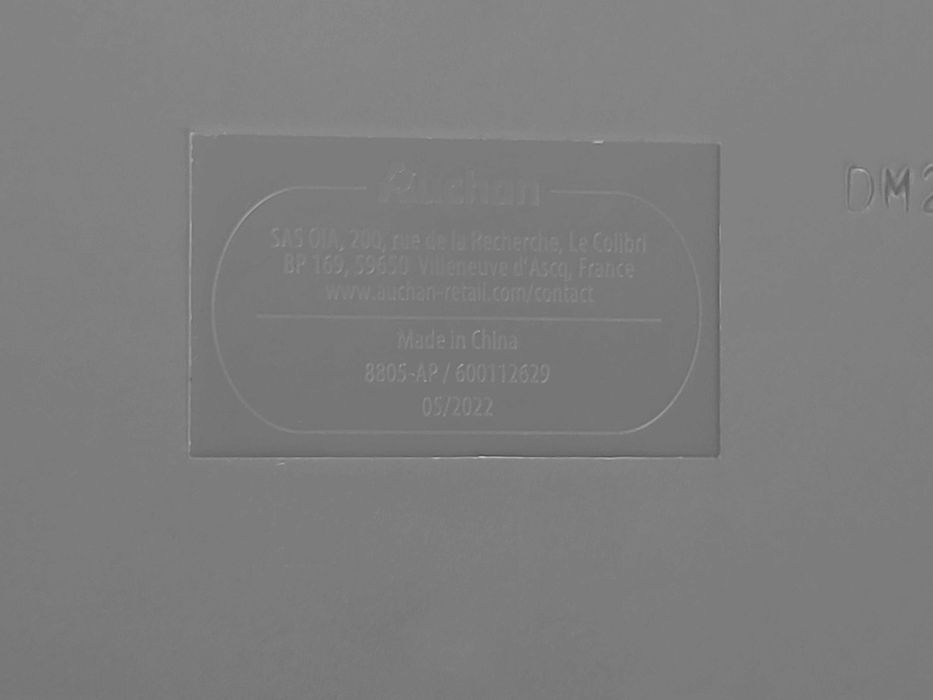 Auchan
SAS OIA, 200, rue de la Recherche, Le Colibri
BP 169, 59650 Villeneuve d'Ascq, France
www.auchan-retail.com/contact
Made in China
8805-AP / 600112629
05/2022
DM2